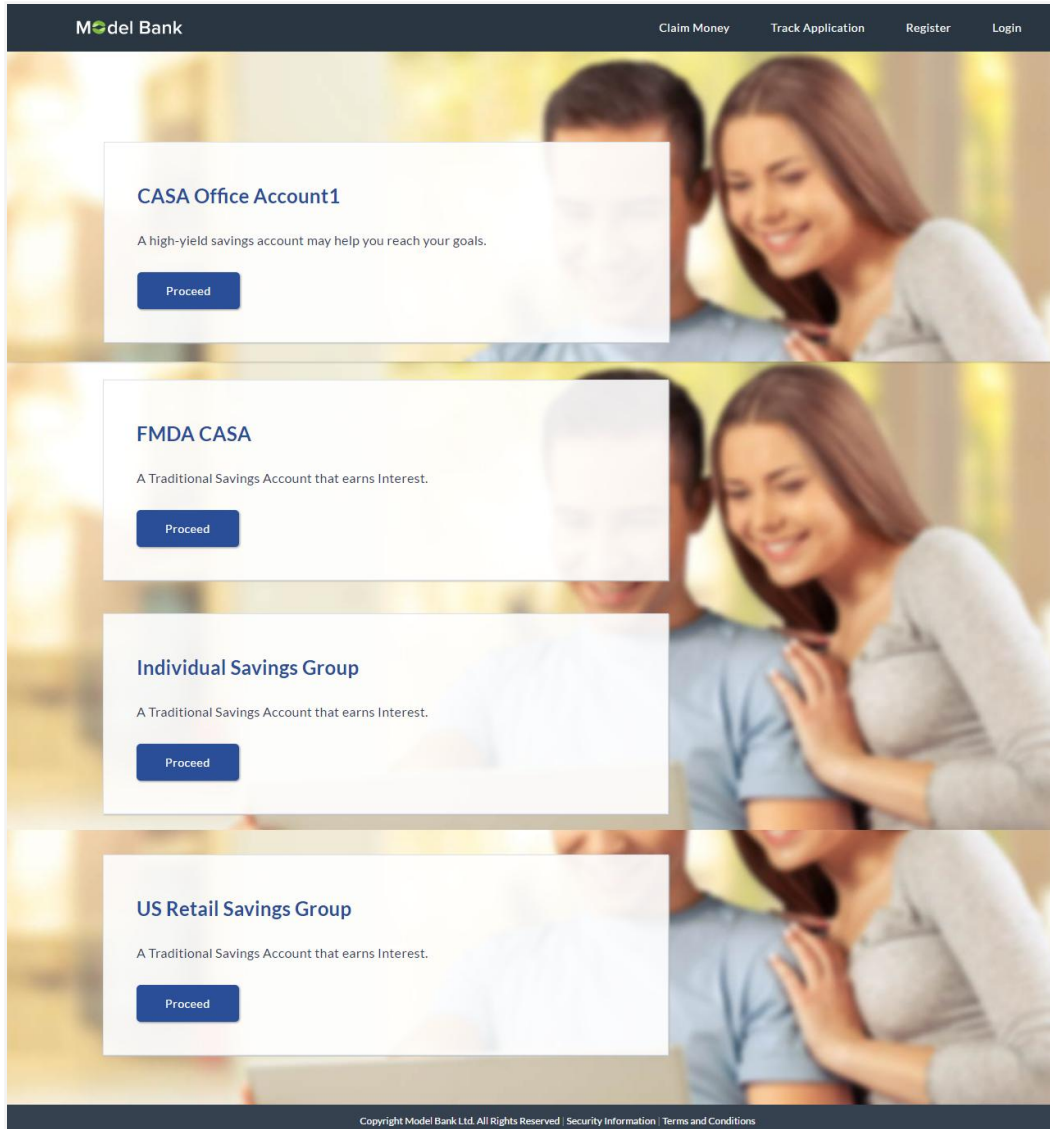 Model Bank
Claim Money Track Application Register Login
CASA Office Account1
A high-yield savings account may help you reach your goals.
Proceed
FMDA CASA
A Traditional Savings Account that earns Interest.
Proceed
Individual Savings Group
A Traditional Savings Account that earns Interest.
Proceed
US Retail Savings Group
A Traditional Savings Account that earns Interest.
Proceed
Copyright Model Bank Ltd. All Rights Reserved | Security Information | Terms and Conditions